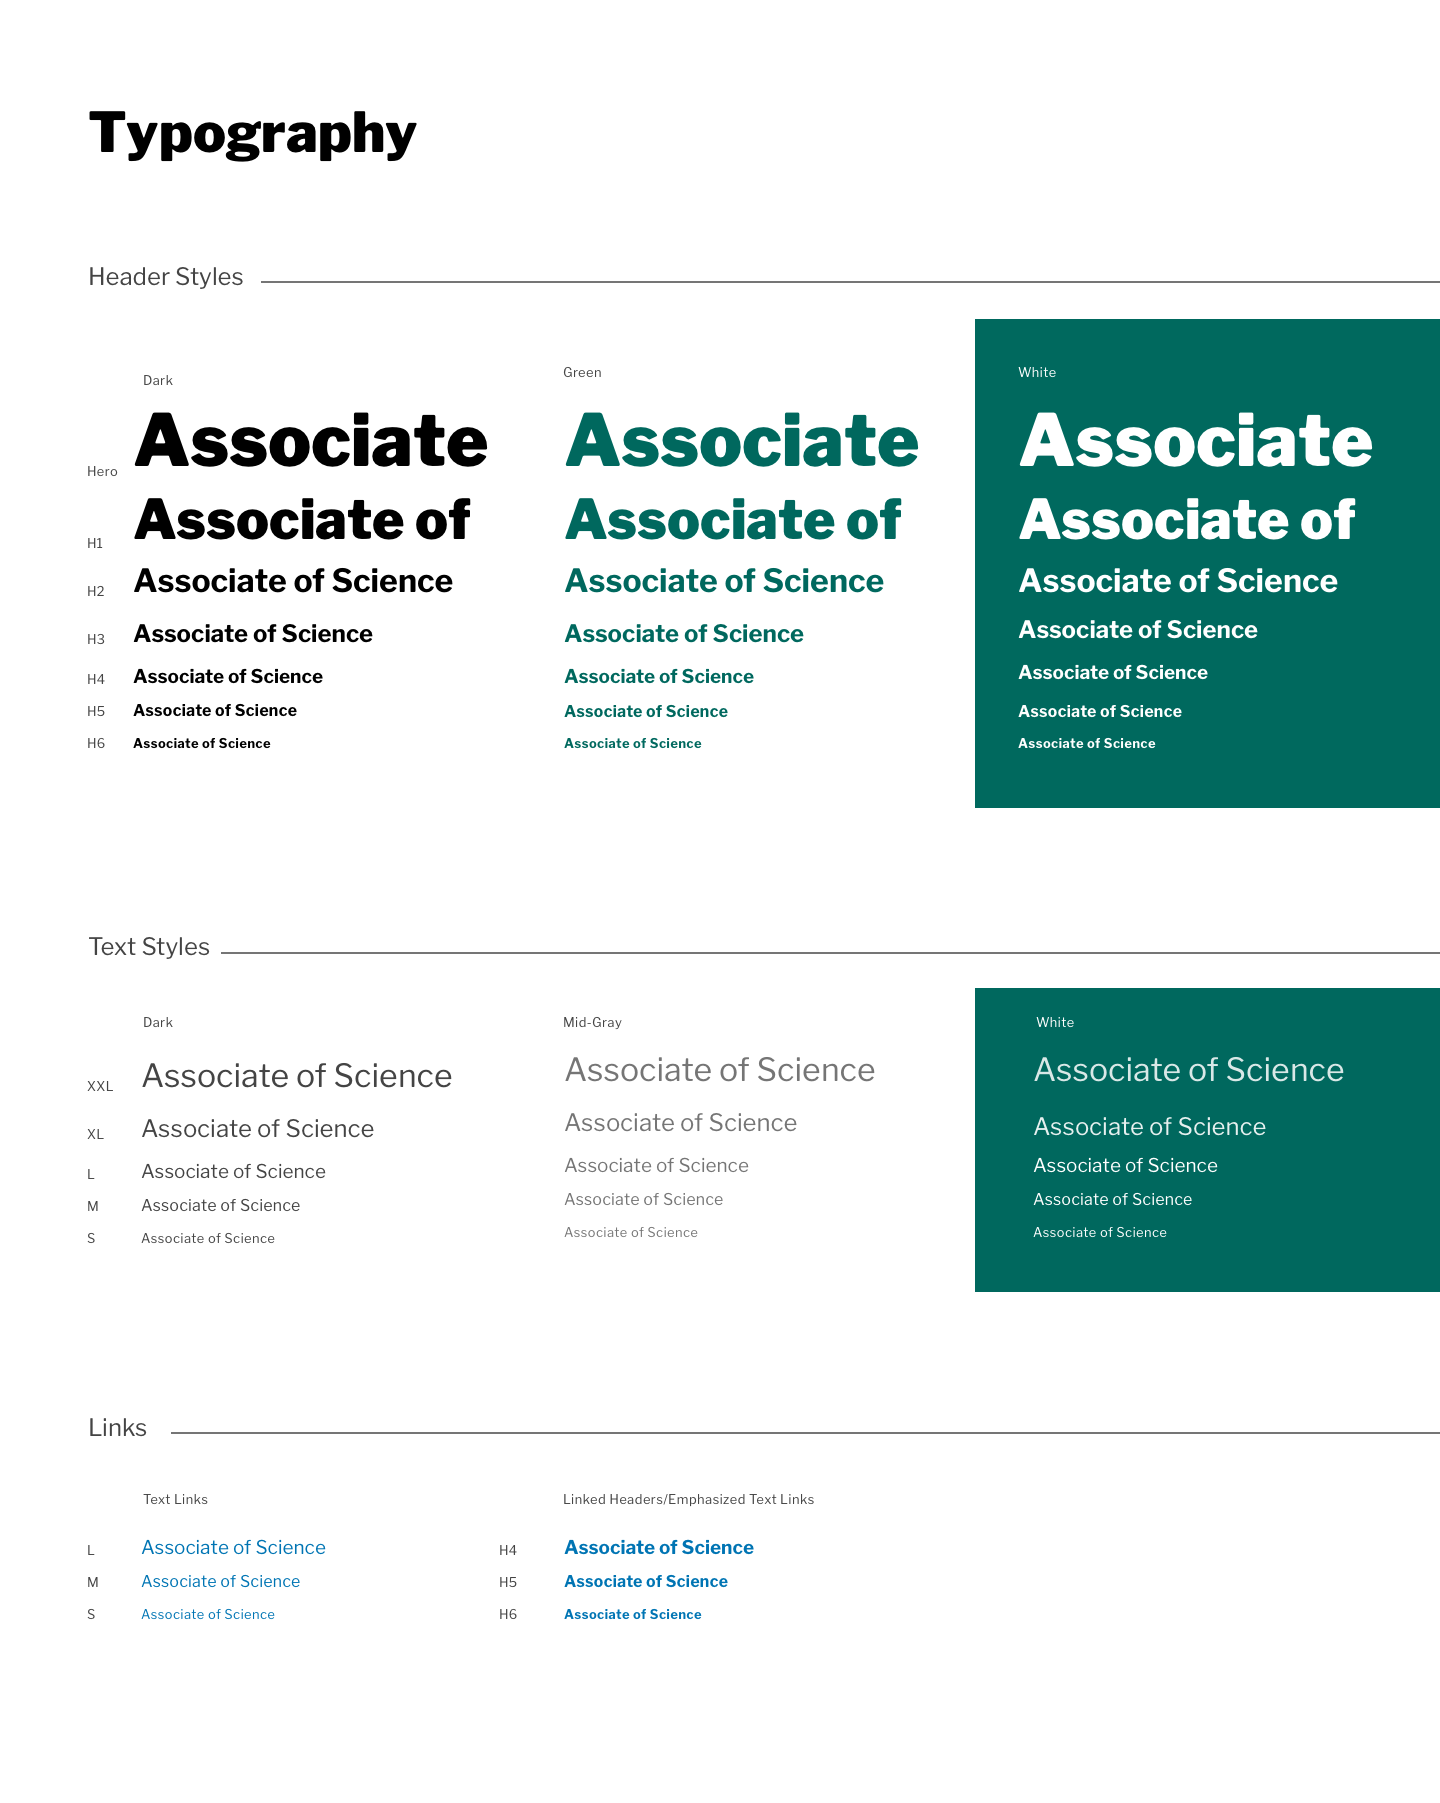 Typography
Header Styles
Dark
Green
White
Hero
Associate
Associate
Associate
H1
Associate of
Associate of
Associate of
H2
Associate of Science
Associate of Science
Associate of Science
H3
Associate of Science
Associate of Science
Associate of Science
H4
Associate of Science
Associate of Science
Associate of Science
H5
Associate of Science
Associate of Science
Associate of Science
H6
Associate of Science
Associate of Science
Associate of Science
Text Styles
Dark
Mid-Gray
White
XXL
Associate of Science
Associate of Science
Associate of Science
XL
Associate of Science
Associate of Science
Associate of Science
L
Associate of Science
Associate of Science
Associate of Science
M
Associate of Science
Associate of Science
Associate of Science
S
Associate of Science
Associate of Science
Associate of Science
Links
Text Links
Linked Headers/Emphasized Text Links
L
Associate of Science
H4
Associate of Science
M
Associate of Science
H5
Associate of Science
S
Associate of Science
H6
Associate of Science